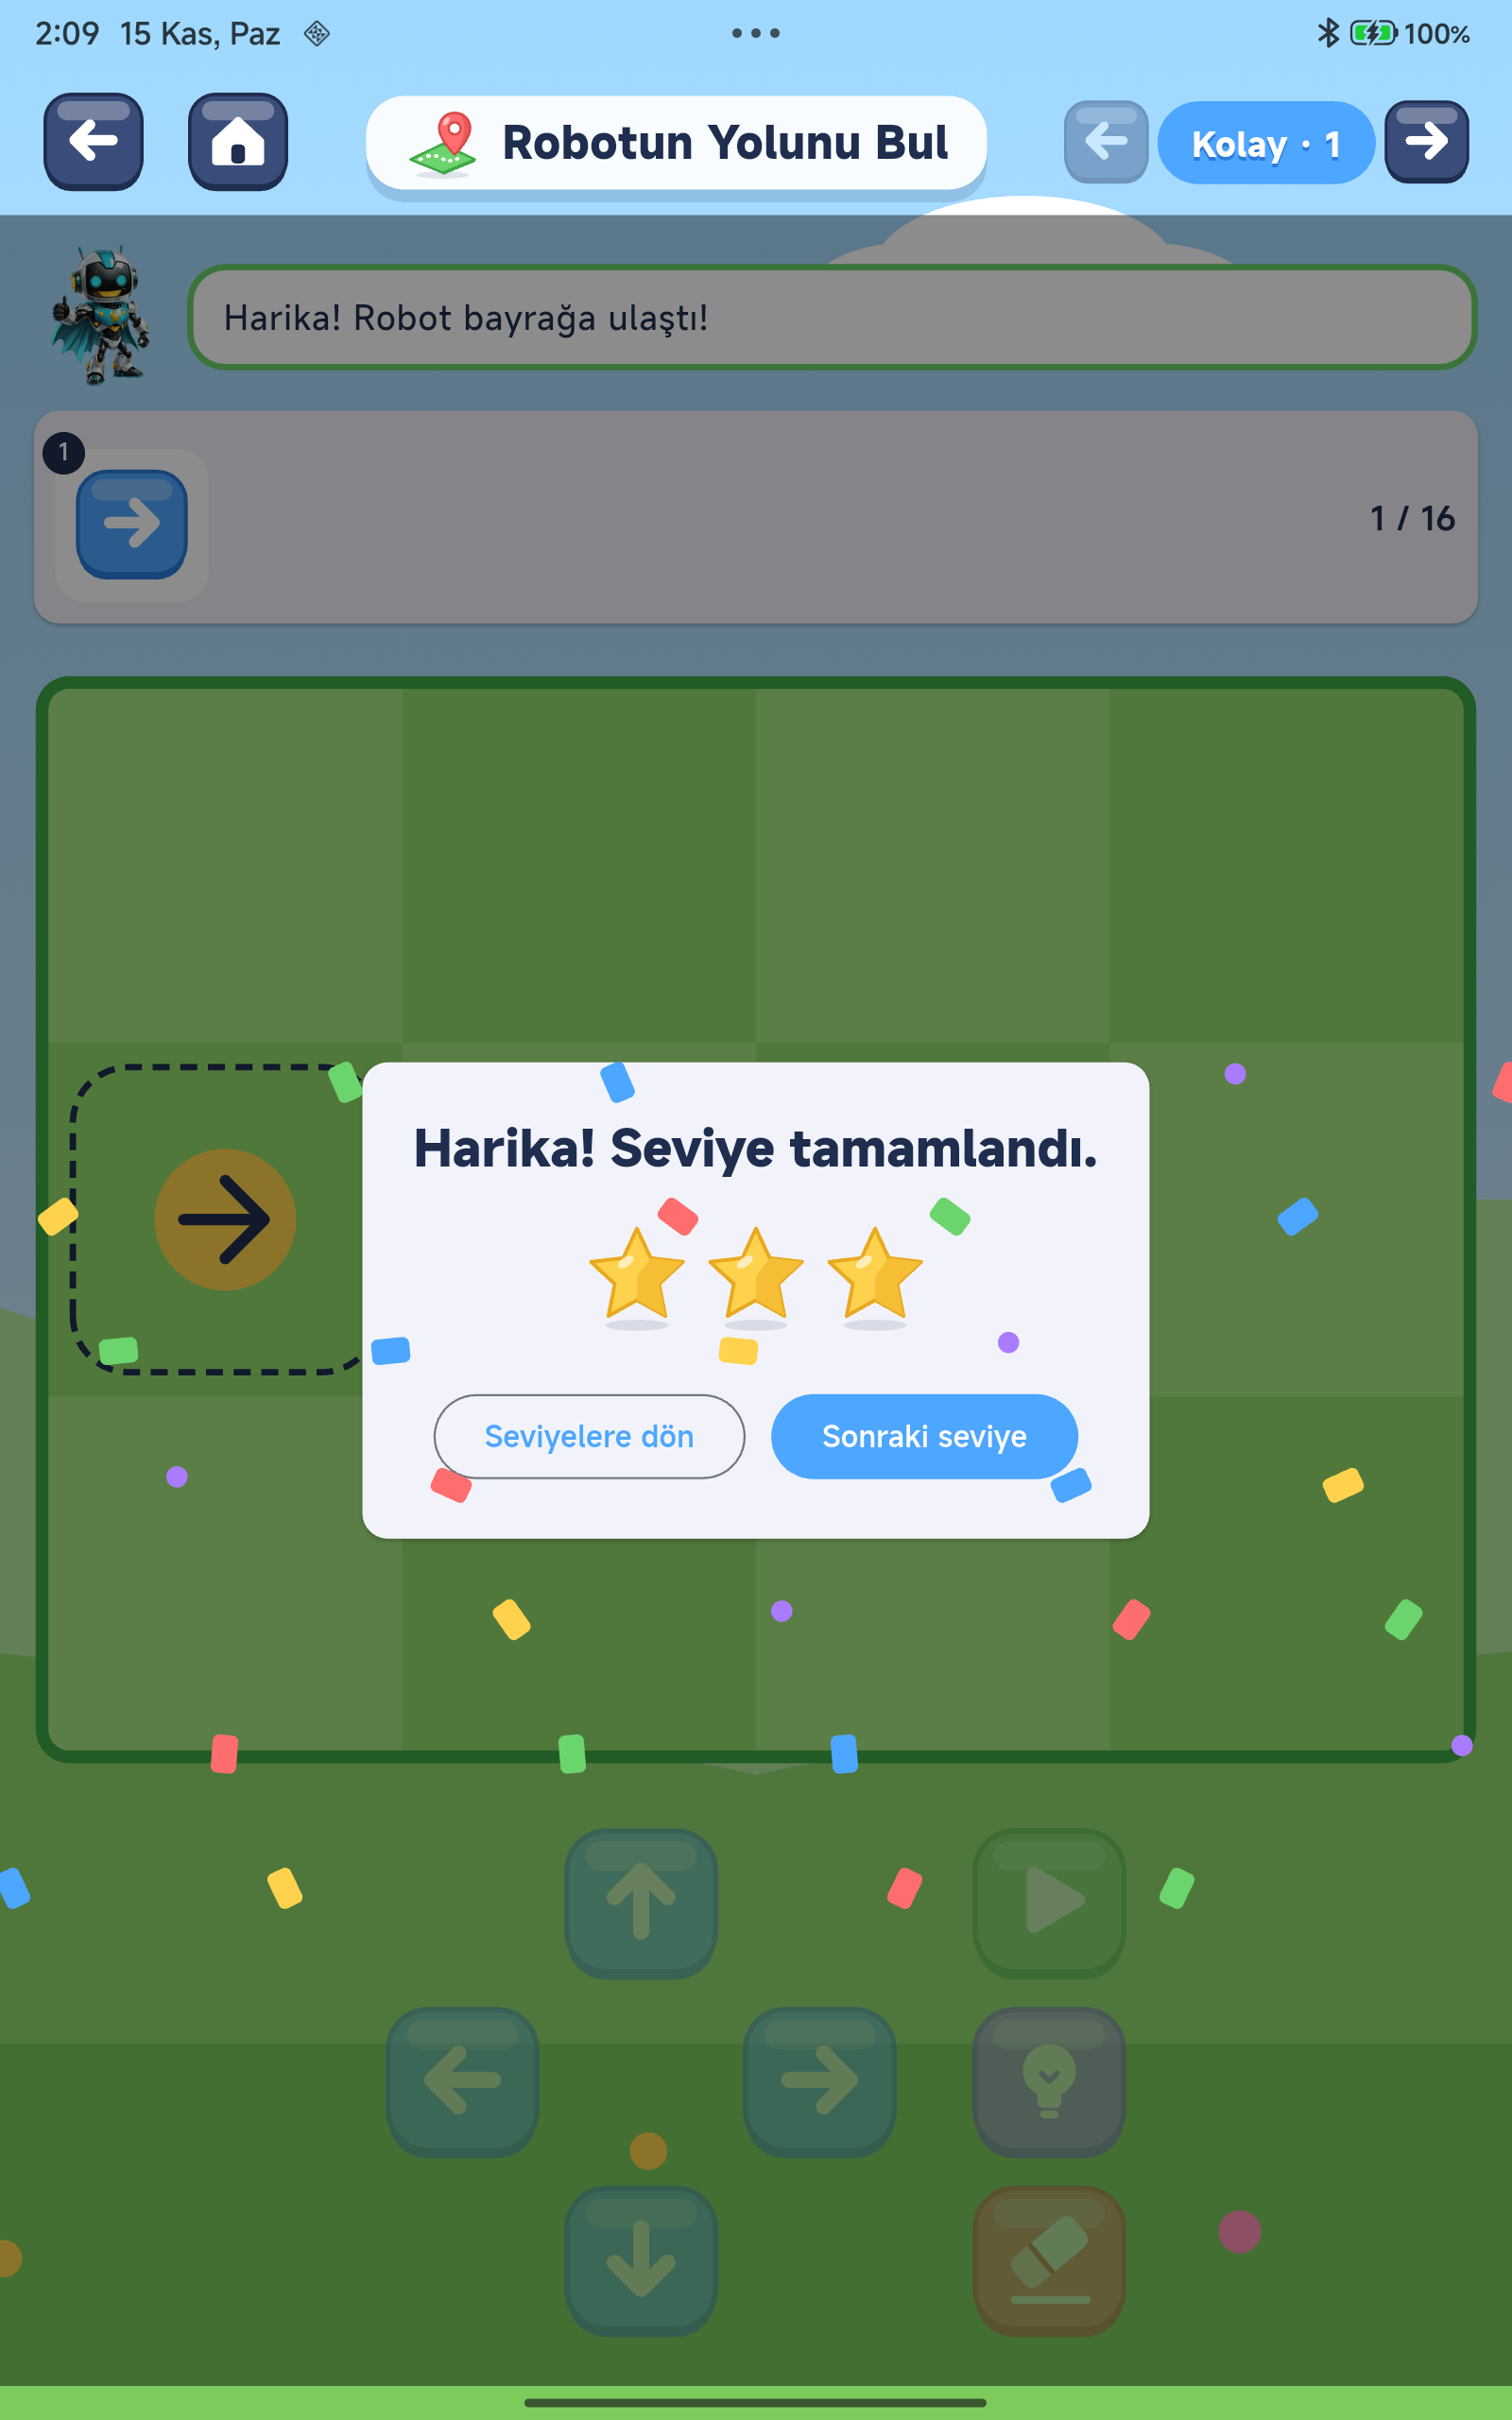 2:09 15 Kas, Paz
100%
Robotun Yolunu Bul
Kolay · 1
Harika! Robot bayrağa ulaştı!
1
1 / 16
Harika! Seviye tamamlandı.
Seviyelere dön
Sonraki seviye